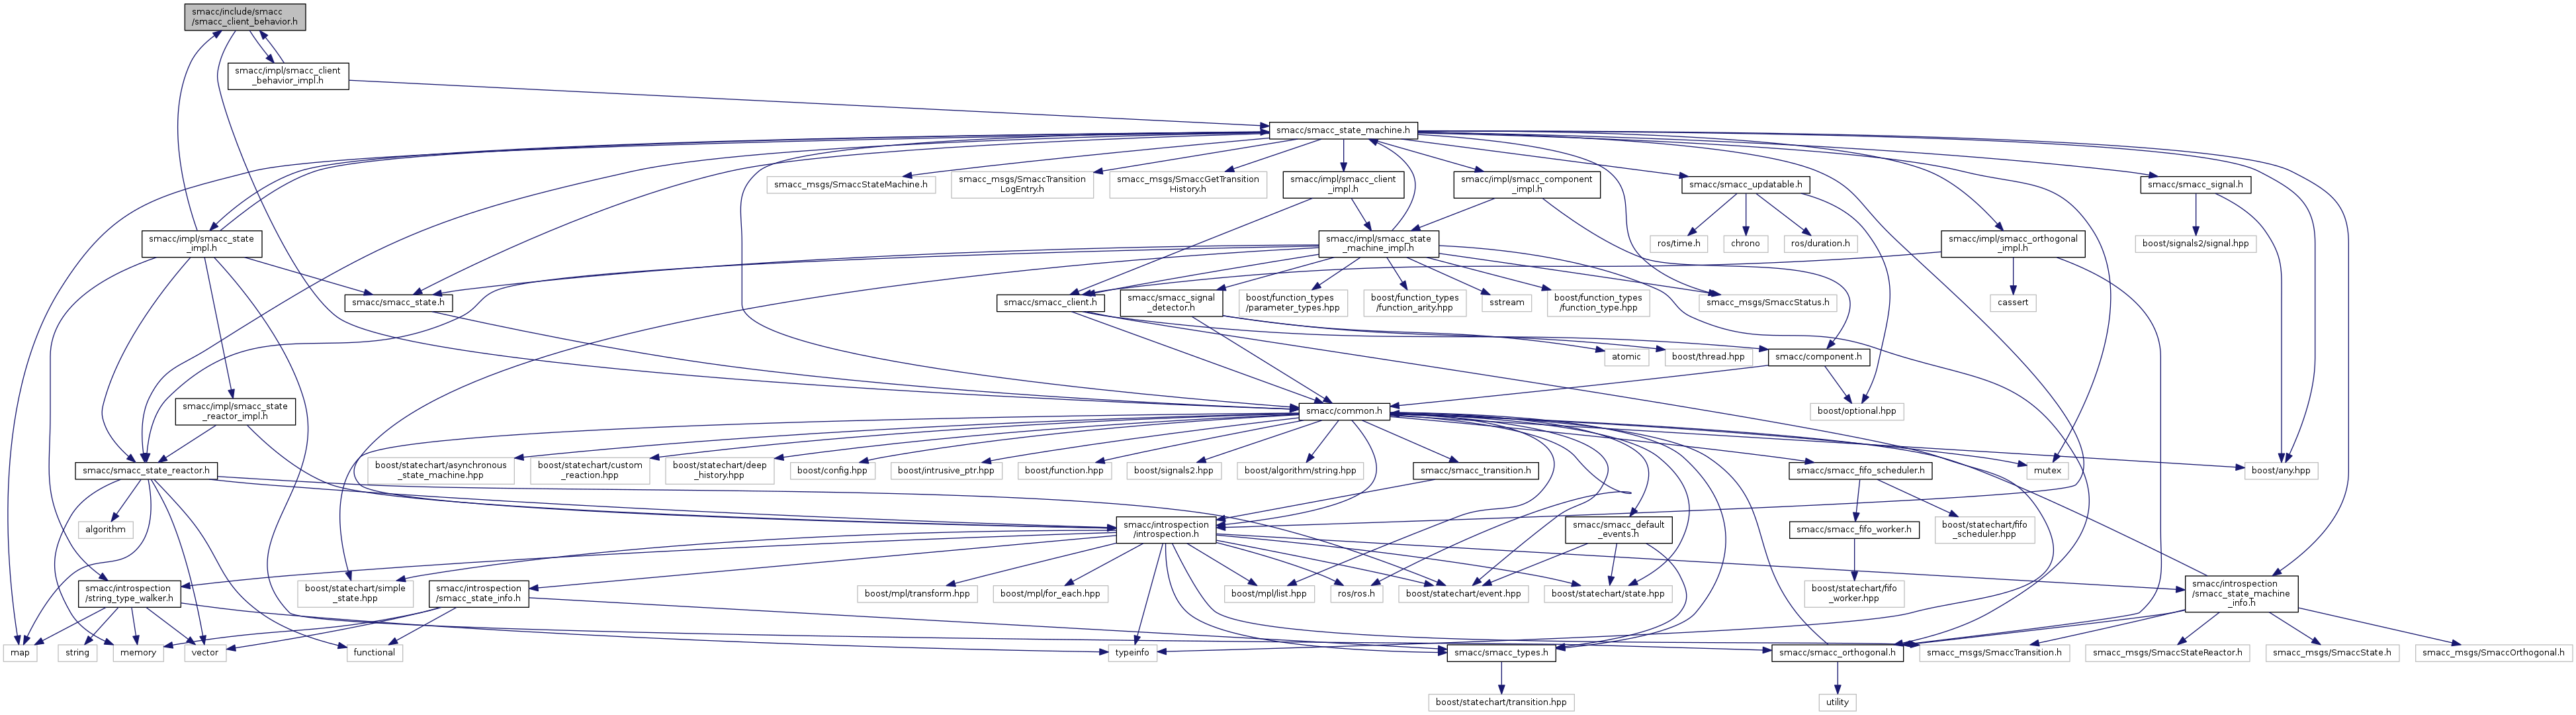 smacc/include/smacc
/smacc_client_behavior.h
smacc/impl/smacc_client
_behavior_impl.h
smacc/smacc_state_machine.h
smacc_msgs/SmaccStateMachine.h
smacc_msgs/SmaccTransition
LogEntry.h
smacc_msgs/SmaccGetTransition
History.h
smacc/impl/smacc_client
_impl.h
smacc/impl/smacc_component
_impl.h
smacc/smacc_updatable.h
smacc/smacc_signal.h
smacc/impl/smacc_state
_impl.h
smacc/impl/smacc_state
_machine_impl.h
ros/time.h
chrono
ros/duration.h
smacc/impl/smacc_orthogonal
_impl.h
boost/signals2/signal.hpp
smacc/smacc_state.h
smacc/smacc_client.h
smacc/smacc_signal
_detector.h
boost/function_types
/parameter_types.hpp
boost/function_types
/function_arity.hpp
sstream
boost/function_types
/function_type.hpp
smacc_msgs/SmaccStatus.h
cassert
atomic
boost/thread.hpp
smacc/component.h
smacc/impl/smacc_state
_reactor_impl.h
smacc/common.h
boost/optional.hpp
smacc/smacc_state_reactor.h
boost/statechart/asynchronous
_state_machine.hpp
boost/statechart/custom
_reaction.hpp
boost/statechart/deep
_history.hpp
boost/config.hpp
boost/intrusive_ptr.hpp
boost/function.hpp
boost/signals2.hpp
boost/algorithm/string.hpp
smacc/smacc_transition.h
smacc/smacc_fifo_scheduler.h
mutex
boost/any.hpp
algorithm
smacc/introspection
/introspection.h
smacc/smacc_default
_events.h
smacc/smacc_fifo_worker.h
boost/statechart/fifo
_scheduler.hpp
smacc/introspection
/string_type_walker.h
boost/statechart/simple
_state.hpp
smacc/introspection
/smacc_state_info.h
boost/mpl/transform.hpp
boost/mpl/for_each.hpp
boost/mpl/list.hpp
ros/ros.h
boost/statechart/event.hpp
boost/statechart/state.hpp
boost/statechart/fifo
_worker.hpp
smacc/introspection
/smacc_state_machine
_info.h
map
string
memory
vector
functional
typeinfo
smacc/smacc_types.h
smacc/smacc_orthogonal.h
smacc_msgs/SmaccTransition.h
smacc_msgs/SmaccStateReactor.h
smacc_msgs/SmaccState.h
smacc_msgs/SmaccOrthogonal.h
boost/statechart/transition.hpp
utility